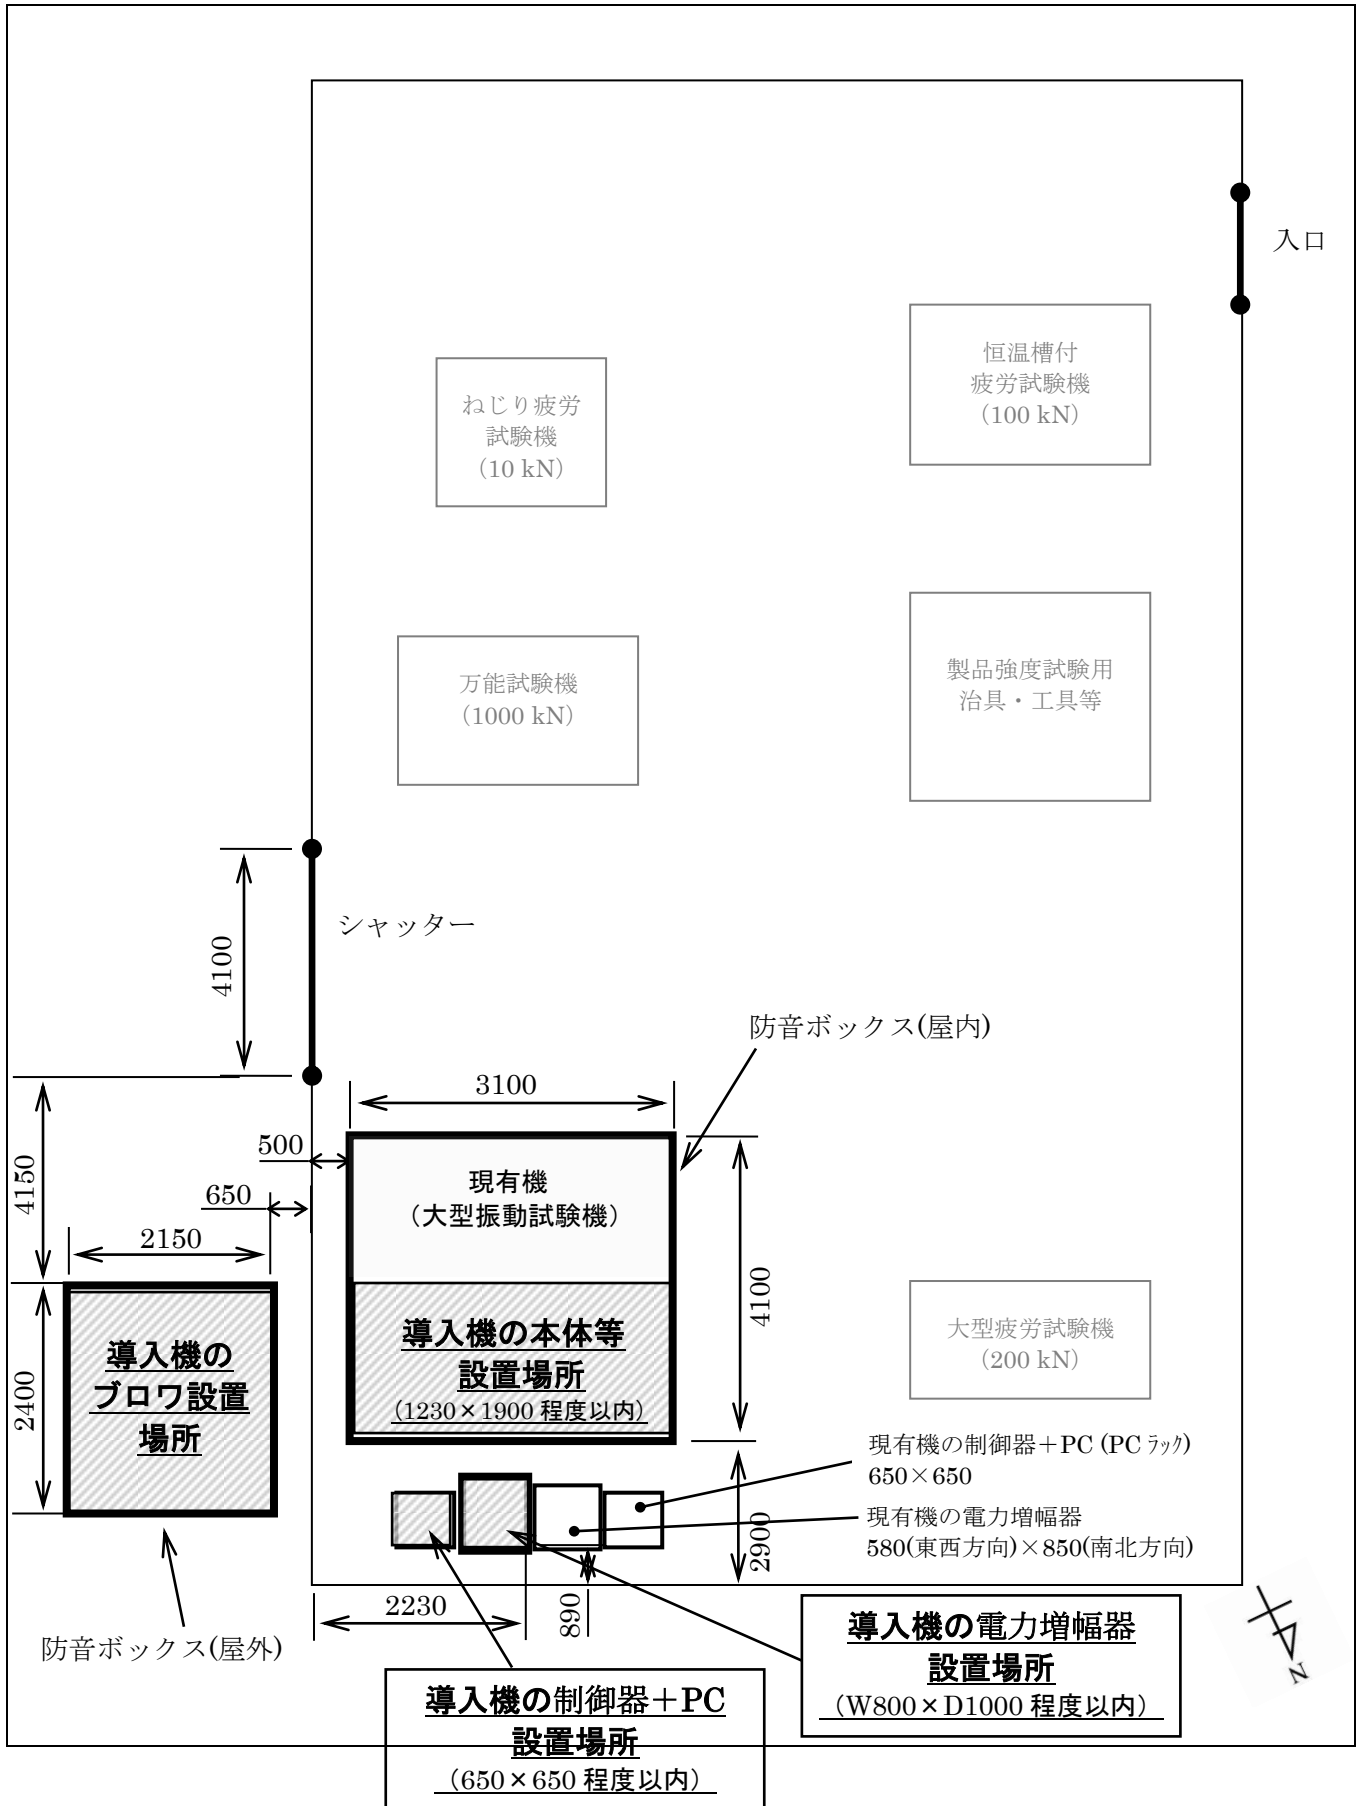 入口
恒温槽付
疲労試験機
（100 kN）
ねじり疲労
試験機
（10 kN）
万能試験機
（1000 kN）
製品強度試験用
治具・工具等
シャッター
4100
防音ボックス(屋内)
3100
500
4150
650
2150
現有機
（大型振動試験機）
4100
導入機の本体等
設置場所
（1230×1900 程度以内）
大型疲労試験機
（200 kN）
導入機の
ブロワ設置
場所
2400
現有機の制御器＋PC (PC ﾗｯｸ)
650×650
現有機の電力増幅器
580(東西方向)×850(南北方向)
2900
2230
890
防音ボックス(屋外)
導入機の電力増幅器
設置場所
（W800×D1000 程度以内）
N
導入機の制御器＋PC
設置場所
（650×650 程度以内）